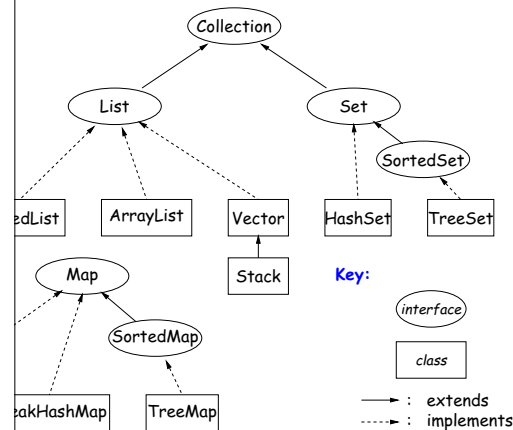 Collection
List
Set
SortedSet
edList
ArrayList
Vector
HashSet
TreeSet
Map
Stack
Key:
SortedMap
interface
class
eakHashMap
TreeMap
: extends
: implements